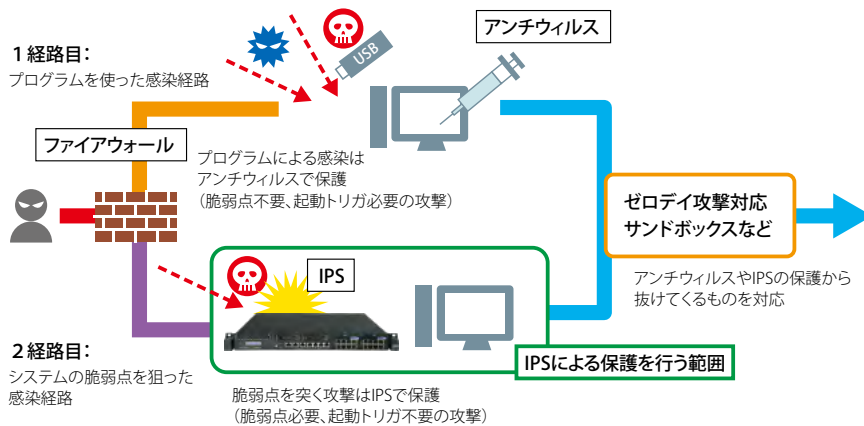 アンチウィルス
USB
1経路目：
プログラムを使った感染経路
ファイアウォール
プログラムによる感染は
アンチウィルスで保護
（脆弱点不要、起動トリガ必要の攻撃）
ゼロデイ攻撃対応
サンドボックスなど
アンチウィルスやIPSの保護から
抜けてくるものを対応
IPS
2経路目：
システムの脆弱点を狙った
感染経路
IPSによる保護を行う範囲
脆弱点を突く攻撃はIPSで保護
（脆弱点必要、起動トリガ不要の攻撃）